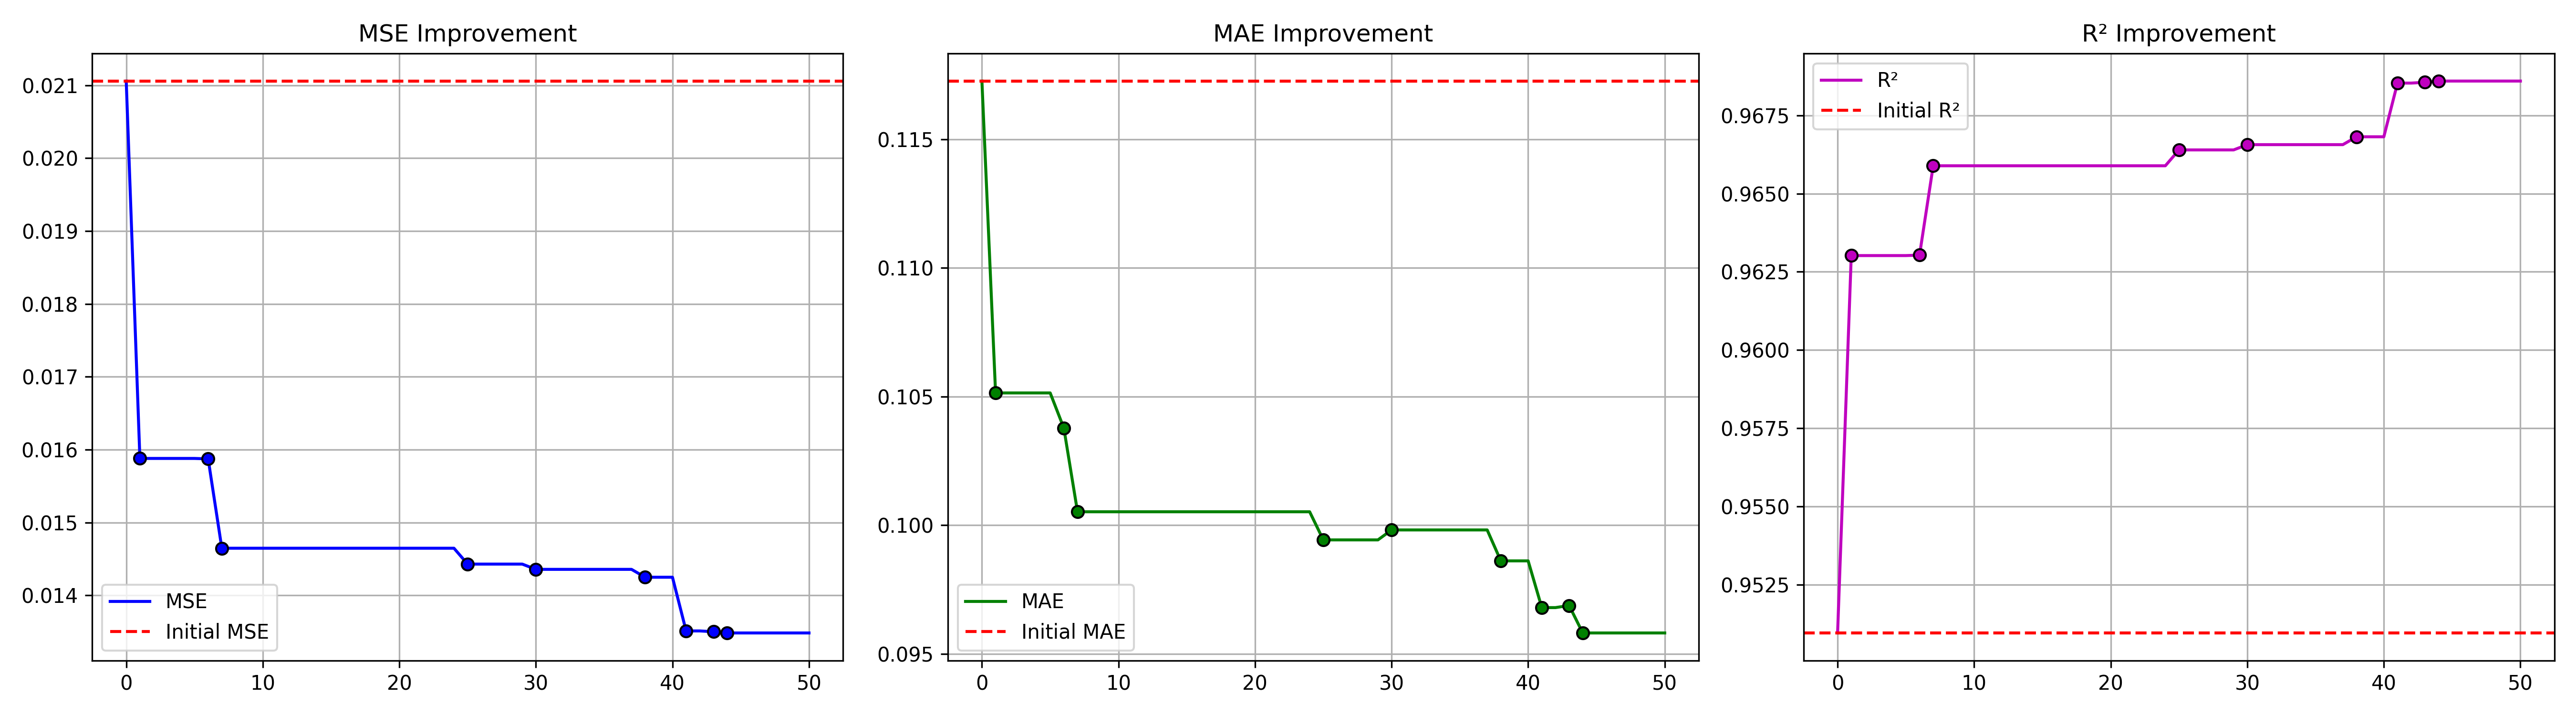 MSE Improvement
0.021
0.020
0.019
0.018
0.017
0.016
0.015
0.014
MSE
Initial MSE
0 10 20 30 40 50
MAE Improvement
0.115
0.110
0.105
0.100
0.095
MAE
Initial MAE
0 10 20 30 40 50
R² Improvement
R²
Initial R²
0.9675
0.9650
0.9625
0.9600
0.9575
0.9550
0.9525
0 10 20 30 40 50